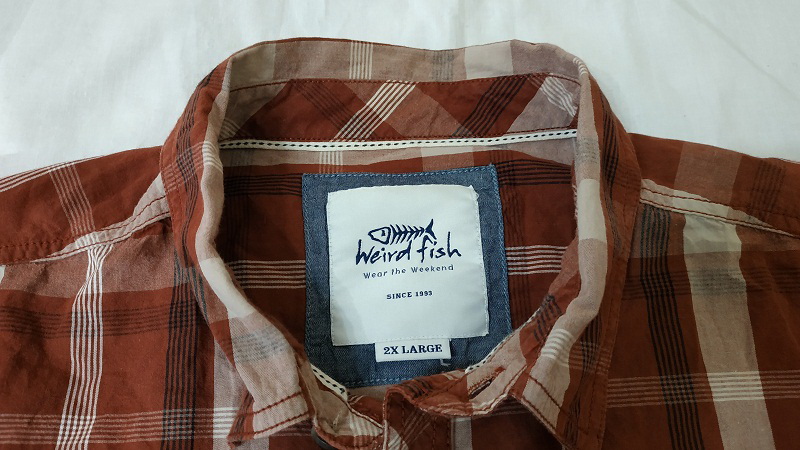 Weird fish
Wear the Weekend
SINCE 1993
2X LARGE